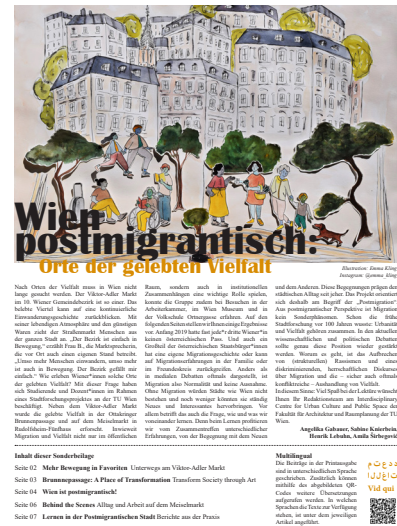 Wien
postmigrantisch:
Orte der gelebten Vielfalt
Illustration: Emma Kling
Instagram: @emma_kling
Nach Orten der Vielfalt muss in Wien nicht
lange gesucht werden. Der Viktor-Adler Markt
im 10. Wiener Gemeindebezirk ist so einer. Das
belebte Viertel kann auf eine kontinuierliche
Einwanderungsgeschichte zurückblicken. Mit
seiner lebendigen Atmosphäre und den günstigen
Waren zieht der Straßenmarkt Menschen aus
der ganzen Stadt an. „Der Bezirk ist einfach in
Bewegung,“ erzählt Frau B., die Marktsprecherin,
die vor Ort auch einen eigenen Stand betreibt.
„Umso mehr Menschen einwandern, umso mehr
ist auch in Bewegung. Der Bezirk gefällt mir
einfach.“ Wie erleben Wiener*innen solche Orte
der gelebten Vielfalt? Mit dieser Frage haben
sich Studierende und Dozent*innen im Rahmen
eines Stadtforschungsprojektes an der TU Wien
beschäftigt. Neben dem Viktor-Adler Markt
wurde die gelebte Vielfalt in der Ottakringer
Brunnenpassage und auf dem Meiselmarkt in
Rudolfsheim-Fünfhaus erforscht. Inwieweit
Migration und Vielfalt nicht nur im öffentlichen
Raum, sondern auch in institutionellen
Zusammenhängen eine wichtige Rolle spielen,
konnte die Gruppe zudem bei Besuchen in der
Arbeiterkammer, im Wien Museum und in
der Volkschule Ortnergasse erfahren. Auf den
folgenden Seiten stellen wir Ihnen einige Ergebnisse
vor. Anfang 2019 hatte fast jede*r dritte Wiener*in
keinen österreichischen Pass. Und auch ein
Großteil der österreichischen Staatsbürger*innen
hat eine eigene Migrationsgeschichte oder kann
auf Migrationserfahrungen in der Familie oder
im Freundeskreis zurückgreifen. Anders als
in medialen Debatten oftmals dargestellt, ist
Migration also Normalität und keine Ausnahme.
Ohne Migration würden Städte wie Wien nicht
bestehen und noch weniger könnten sie ständig
Neues und Interessantes hervorbringen. Vor
allem betrifft das auch die Frage, wie und was wir
voneinander lernen. Denn beim Lernen profitieren
wir vom Zusammentreffen unterschiedlicher
Erfahrungen, von der Begegnung mit dem Neuen
und dem Anderen. Diese Begegnungen prägen den
städtischen Alltag seit jeher. Das Projekt orientiert
sich deshalb am Begriff der „Postmigration“
Aus postmigrantischer Perspektive ist Migration
kein Sonderphänomen. Schon die frühe
Stadtforschung vor 100 Jahren wusste: Urbanität
und Vielfalt gehören zusammen. In den aktuellen
wissenschaftlichen und politischen Debatten
sollte genau diese Position wieder gestärkt
werden. Worum es geht, ist das Aufbrechen
von (strukturellen) Rassismen und eines
diskriminierenden, herrschaftlichen Diskurses
über Migration und die – sicher auch oftmals
konfliktreiche – Aushandlung von Vielfalt.
In diesem Sinne: Viel Spaß bei der Lektüre wünscht
Ihnen Ihr Redaktionsteam am Interdisciplinary
Centre for Urban Culture and Public Space der
Fakultät für Architektur und Raumplanung der TU
Wien.
Angelika Gabauer, Sabine Knierbein,
Henrik Lebuhn, Amila Širbegović
Inhalt dieser Sonderbeilage
Seite 02 Mehr Bewegung in Favoriten Unterwegs am Viktor-Adler Markt
Seite 03 Brunnenpassage: A Place of Transformation Transform Society through Art
Seite 04 Wien ist postmigrantisch!
Seite 06 Behind the Scenes Alltag und Arbeit auf dem Meiselmarkt
Seite 07 Lernen in der Postmigrantischen Stadt Berichte aus der Praxis
Multilingual
Die Beiträge in der Printausgabe
sind in unterschiedlichen Sprache
geschrieben. Zusätzlich können
mithilfe des abgebildeten QR-
Codes weitere Übersetzungen
aufgerufen werden. In welchen
Sprachen die Texte zur Verfügung
stehen, ist unter dem jeweiligen
Artikel angeführt.
Vid qui